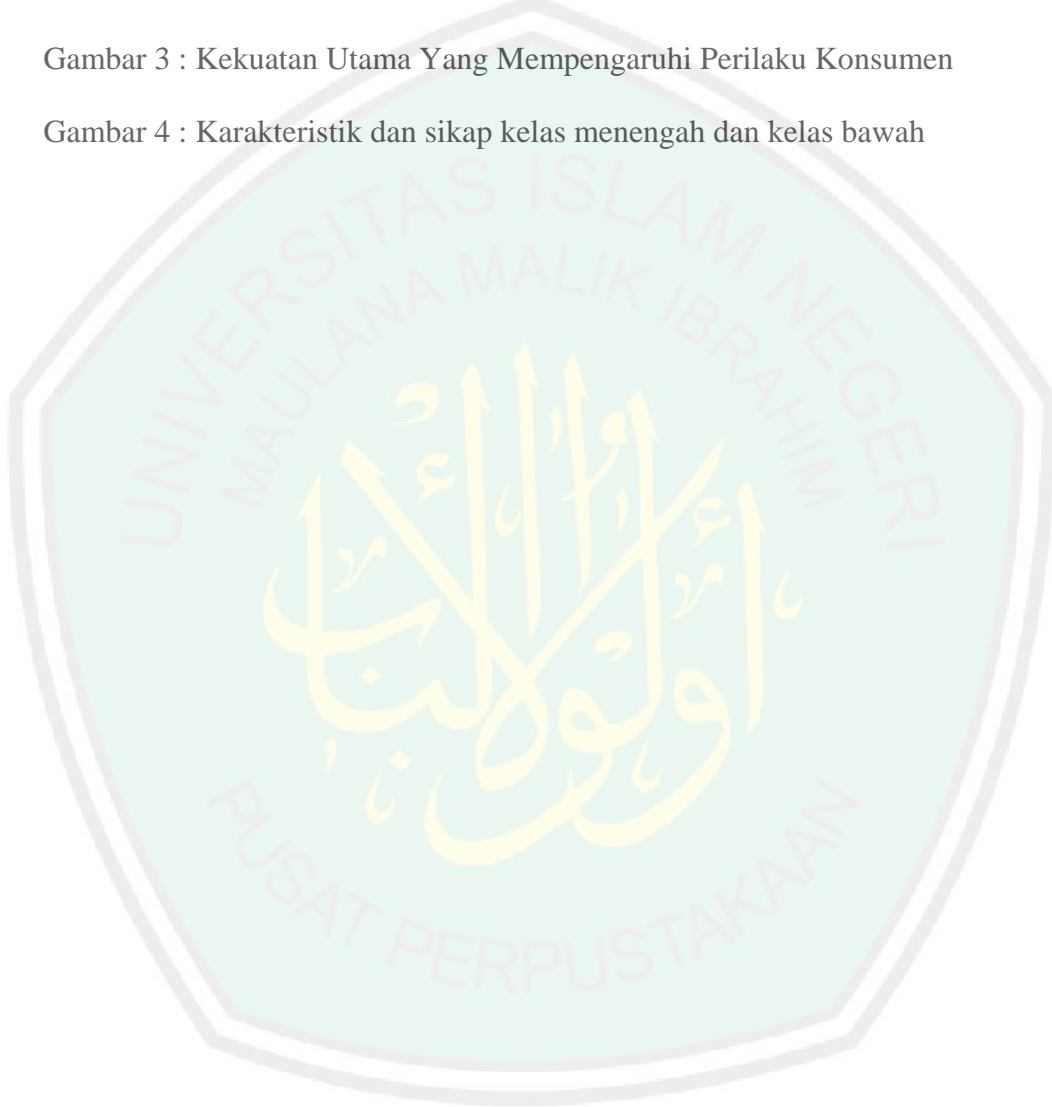 Gambar 3 : Kekuatan Utama Yang Mempengaruhi Perilaku Konsumen
Gambar 4 : Karakteristik dan sikap kelas menengah dan kelas bawah
UNIVERSITAS ISLAM NEGERI
MAULANA MALIK IBRAHIM
أولوا الألباب
PUSAT PERPUSTAKAAN